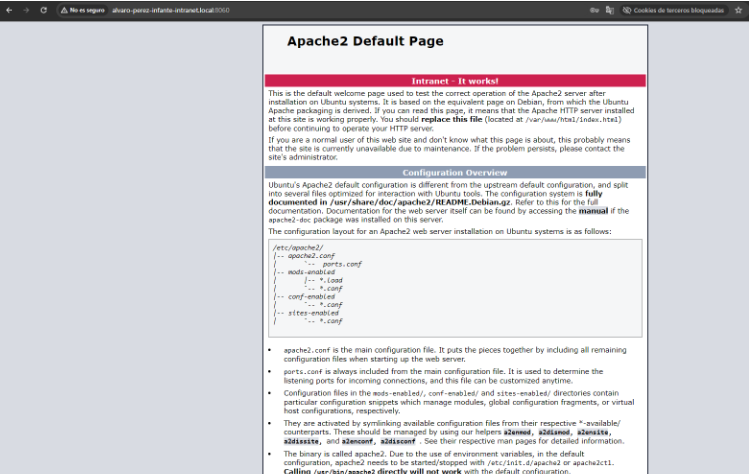 No es seguro alvaro-perez-infante-intranet.local:8060 Cookies de terceros bloqueadas
Apache2 Default Page
Intranet - It works!
This is the default welcome page used to test the correct operation of the Apache2 server after
installation on Ubuntu systems. It is based on the equivalent page on Debian, from which the Ubuntu
Apache packaging is derived. If you can read this page, it means that the Apache HTTP server installed
at this site is working properly. You should replace this file (located at /var/www/html/index.html)
before continuing to operate your HTTP server.
If you are a normal user of this web site and don't know what this page is about, this probably means
that the site is currently unavailable due to maintenance. If the problem persists, please contact the
site's administrator.
Configuration Overview
Ubuntu's Apache2 default configuration is different from the upstream default configuration, and split
into several files optimized for interaction with Ubuntu tools. The configuration system is fully
documented in /usr/share/doc/apache2/README.Debian.gz. Refer to this for the full
documentation. Documentation for the web server itself can be found by accessing the manual if the
apache2-doc package was installed on this server.
The configuration layout for an Apache2 web server installation on Ubuntu systems is as follows:
/etc/apache2/
|-- apache2.conf
|       `--  ports.conf
|-- mods-enabled
|       |-- *.load
|       `-- *.conf
|-- conf-enabled
|       `-- *.conf
|-- sites-enabled
|       `-- *.conf
• apache2.conf is the main configuration file. It puts the pieces together by including all remaining
configuration files when starting up the web server.
• ports.conf is always included from the main configuration file. It is used to determine the
listening ports for incoming connections, and this file can be customized anytime.
• Configuration files in the mods-enabled/, conf-enabled/ and sites-enabled/ directories contain
particular configuration snippets which manage modules, global configuration fragments, or virtual
host configurations, respectively.
• They are activated by symlinking available configuration files from their respective *-available/
counterparts. These should be managed by using our helpers a2enmod, a2dismod, a2ensite,
a2dissite, and a2enconf, a2disconf . See their respective man pages for detailed information.
• The binary is called apache2. Due to the use of environment variables, in the default
configuration, apache2 needs to be started/stopped with /etc/init.d/apache2 or apache2ctl.
Calling /usr/bin/apache2 directly will not work with the default configuration.